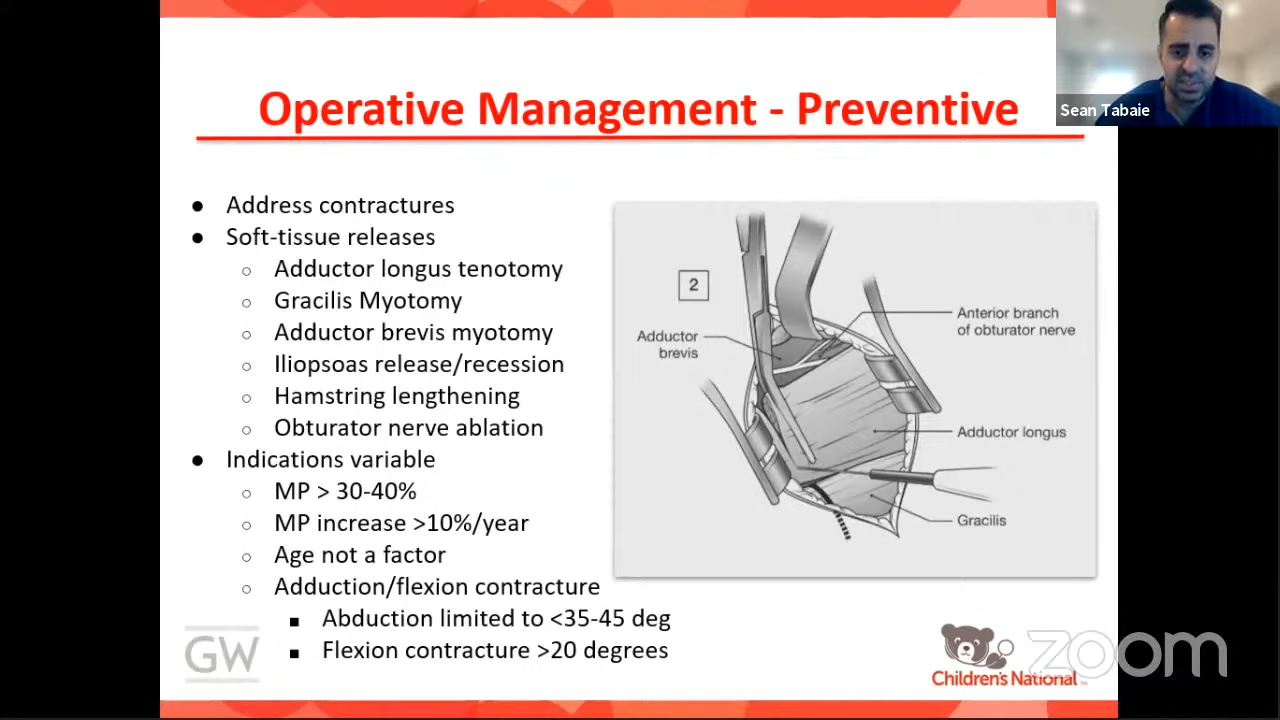 Operative Management - Preventive
Sean Tabaie
● Address contractures
● Soft-tissue releases
○ Adductor longus tenotomy
○ Gracilis Myotomy
○ Adductor brevis myotomy
○ Iliopsoas release/recession
○ Hamstring lengthening
○ Obturator nerve ablation
● Indications variable
○ MP > 30-40%
○ MP increase >10%/year
○ Age not a factor
○ Adduction/flexion contracture
■ Abduction limited to <35-45 deg
■ Flexion contracture >20 degrees
2
Adductor
brevis
Anterior branch
of obturator nerve
Adductor longus
Gracilis
GW
Children's National
zoom